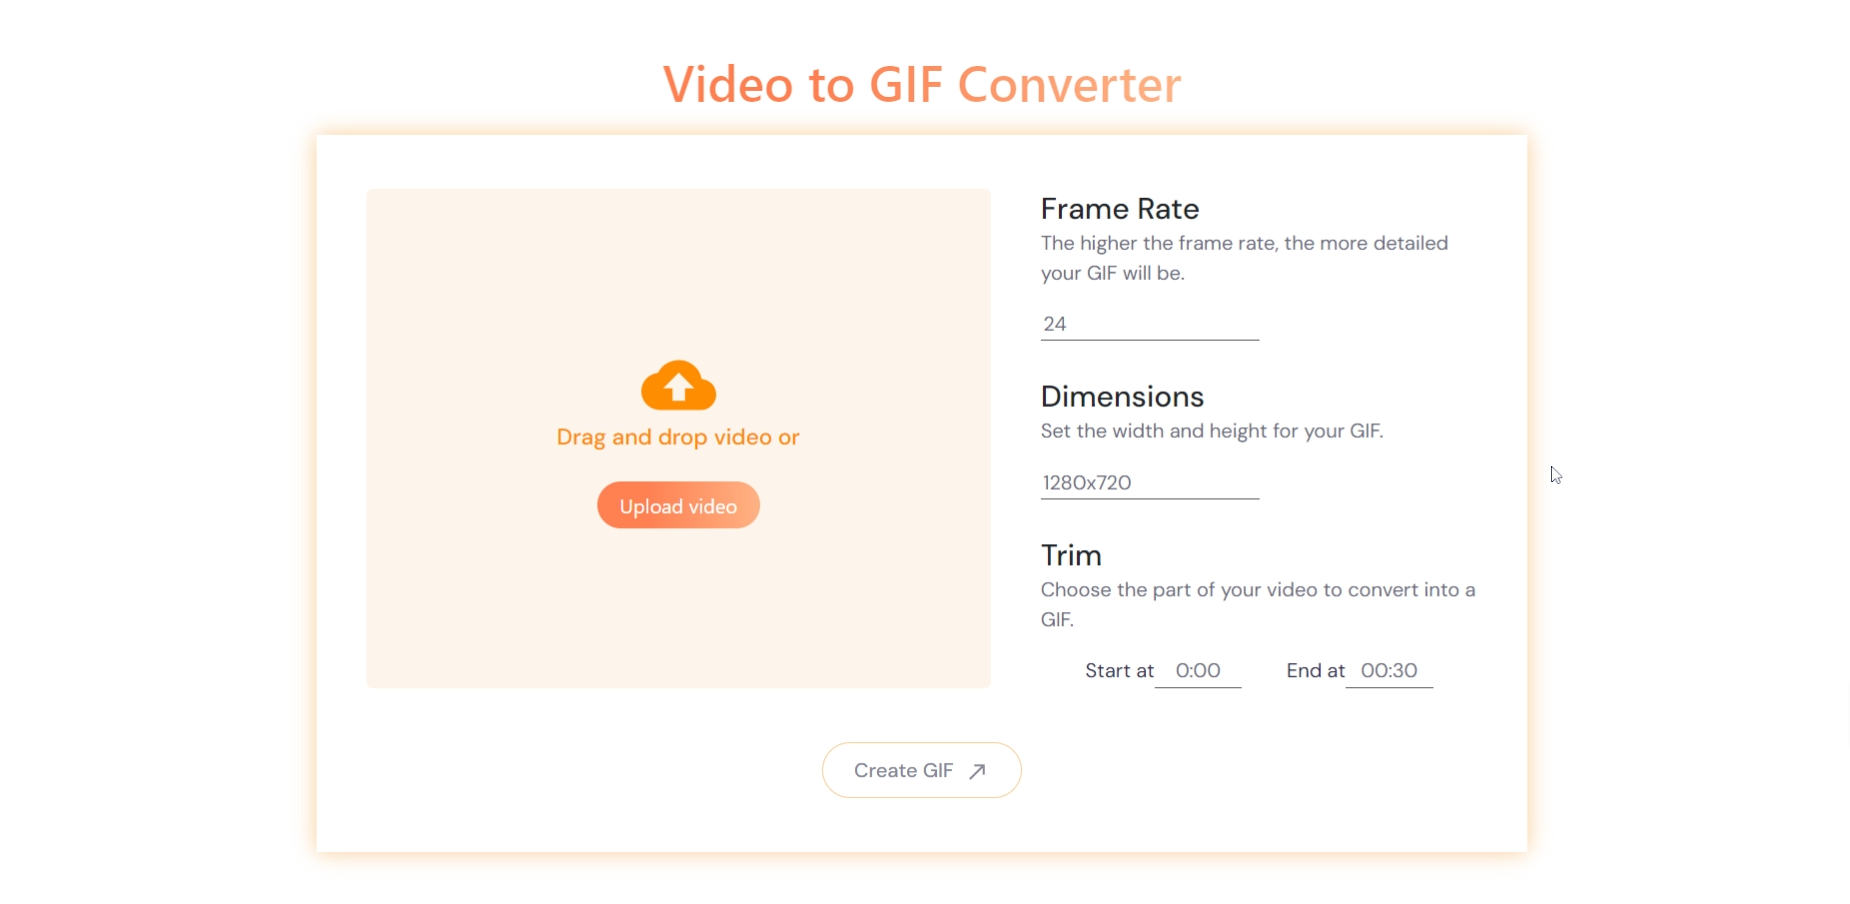 Video to GIF Converter
Drag and drop video or
Upload video
Frame Rate
The higher the frame rate, the more detailed
your GIF will be.
24
Dimensions
Set the width and height for your GIF.
1280x720
Trim
Choose the part of your video to convert into a
GIF.
Start at 0:00 End at 00:30
Create GIF